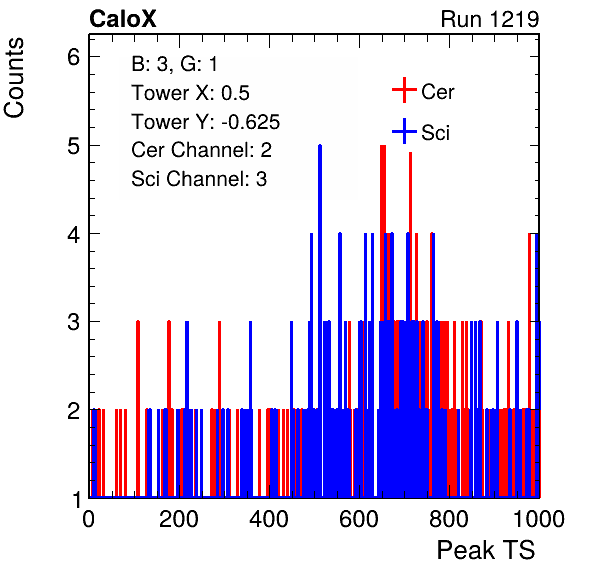 CaloX Run 1219
Counts
B: 3, G: 1
Tower X: 0.5
Tower Y: -0.625
Cer Channel: 2
Sci Channel: 3
Cer
Sci
6
5
4
3
2
1
0 200 400 600 800 1000
Peak TS